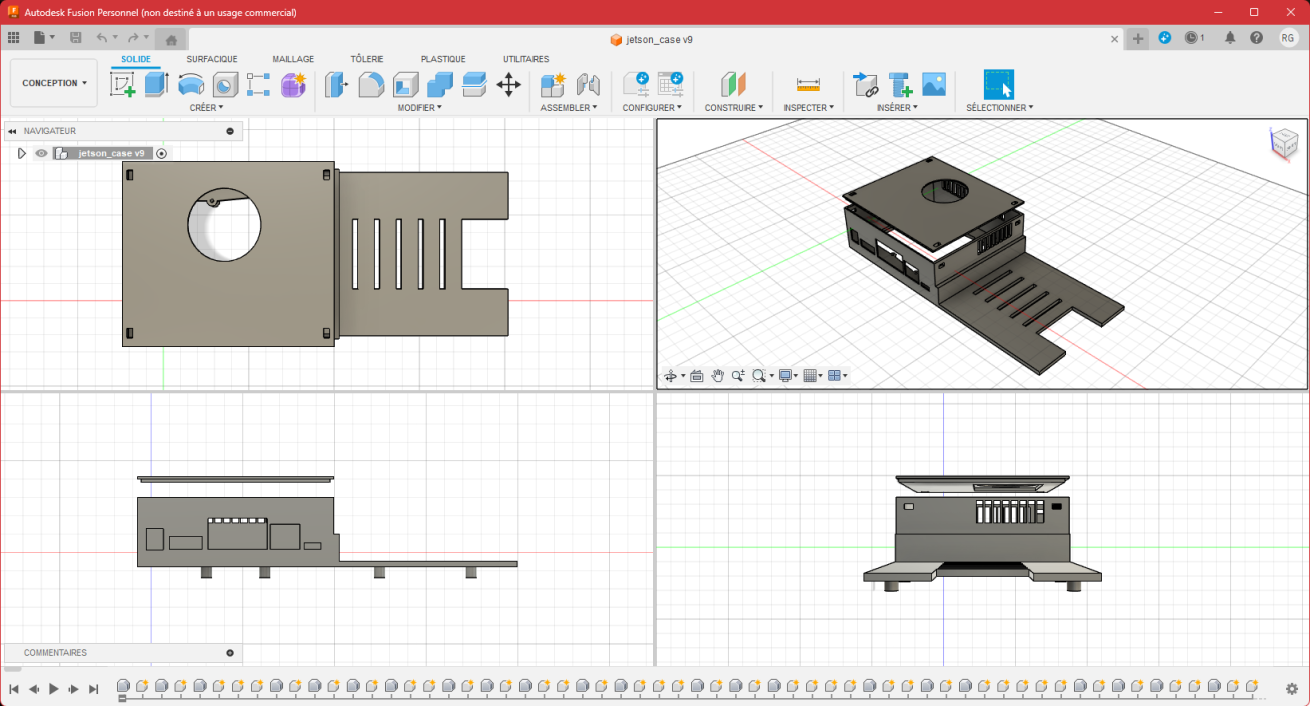 Autodesk Fusion Personnel (non destiné à un usage commercial)
jetson_case v9
1
RG
SOLIDE SURFACIQUE MAILLAGE TÔLERIE PLASTIQUE UTILITAIRES
CONCEPTION
CRÉER MODIFIER ASSEMBLER CONFIGURER CONSTRUIRE INSPECTER INSÉRER SÉLECTIONNER
NAVIGATEUR
jetson_case v9
COMMENTAIRES